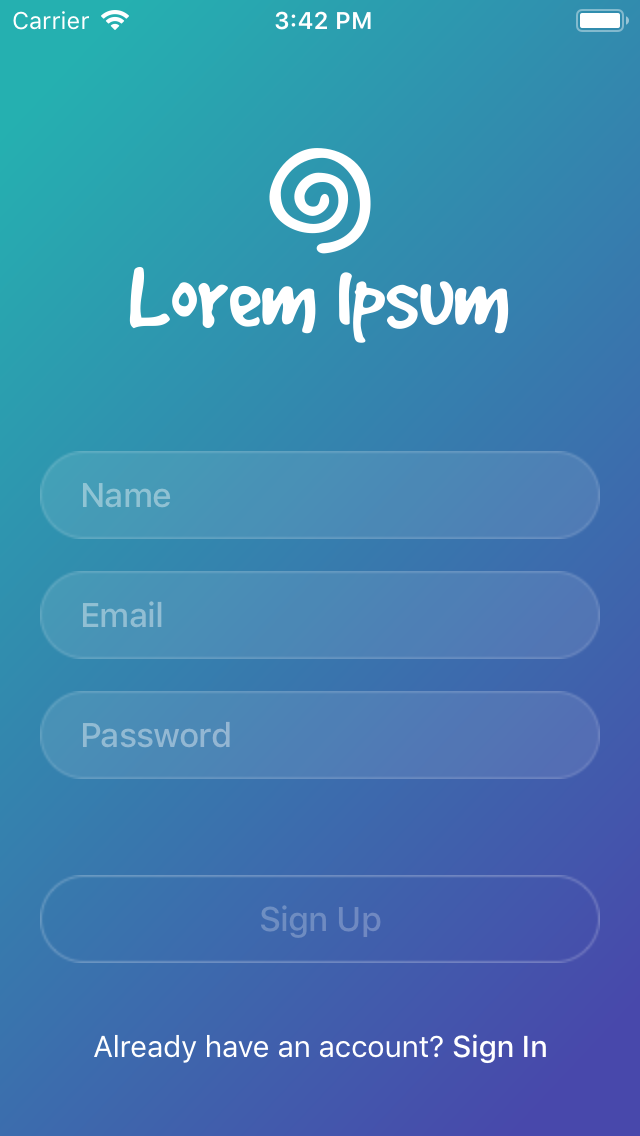 Carrier 3:42 PM
Lorem Ipsum
Name
Email
Password
Sign Up
Already have an account? Sign In